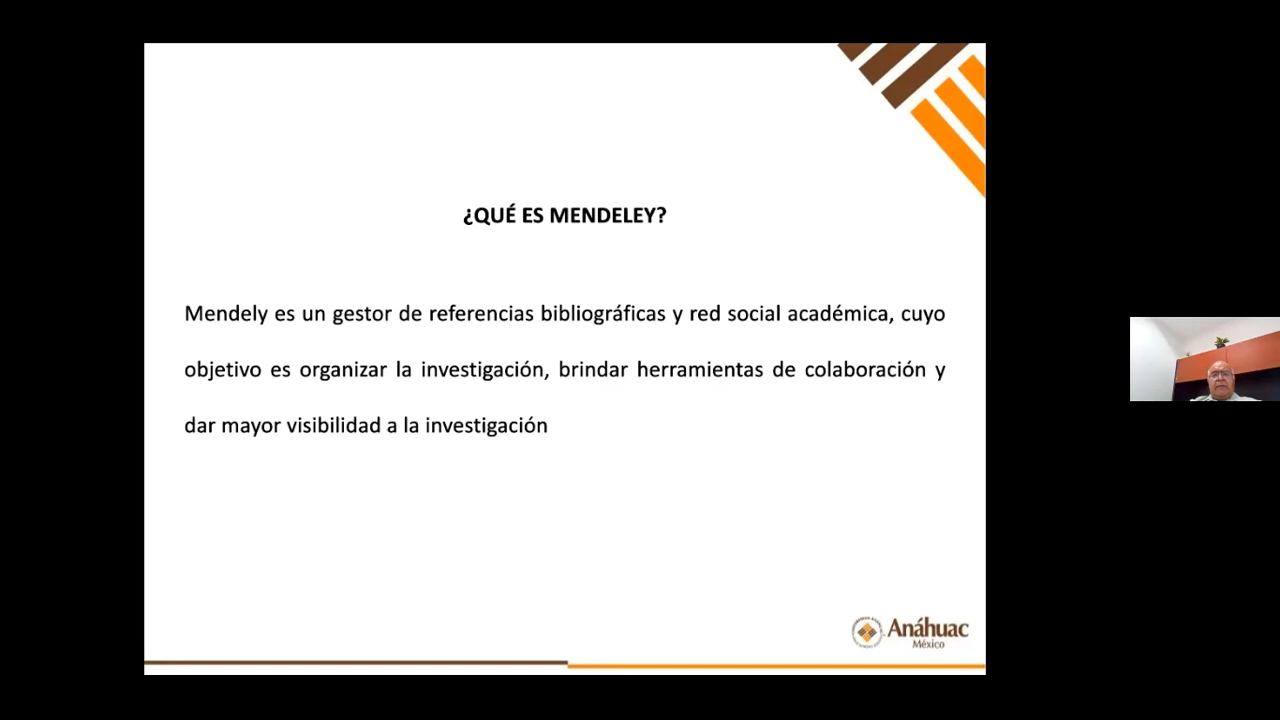 ¿QUÉ ES MENDELEY?
Mendely es un gestor de referencias bibliográficas y red social académica, cuyo
objetivo es organizar la investigación, brindar herramientas de colaboración y
dar mayor visibilidad a la investigación
Anáhuac
México